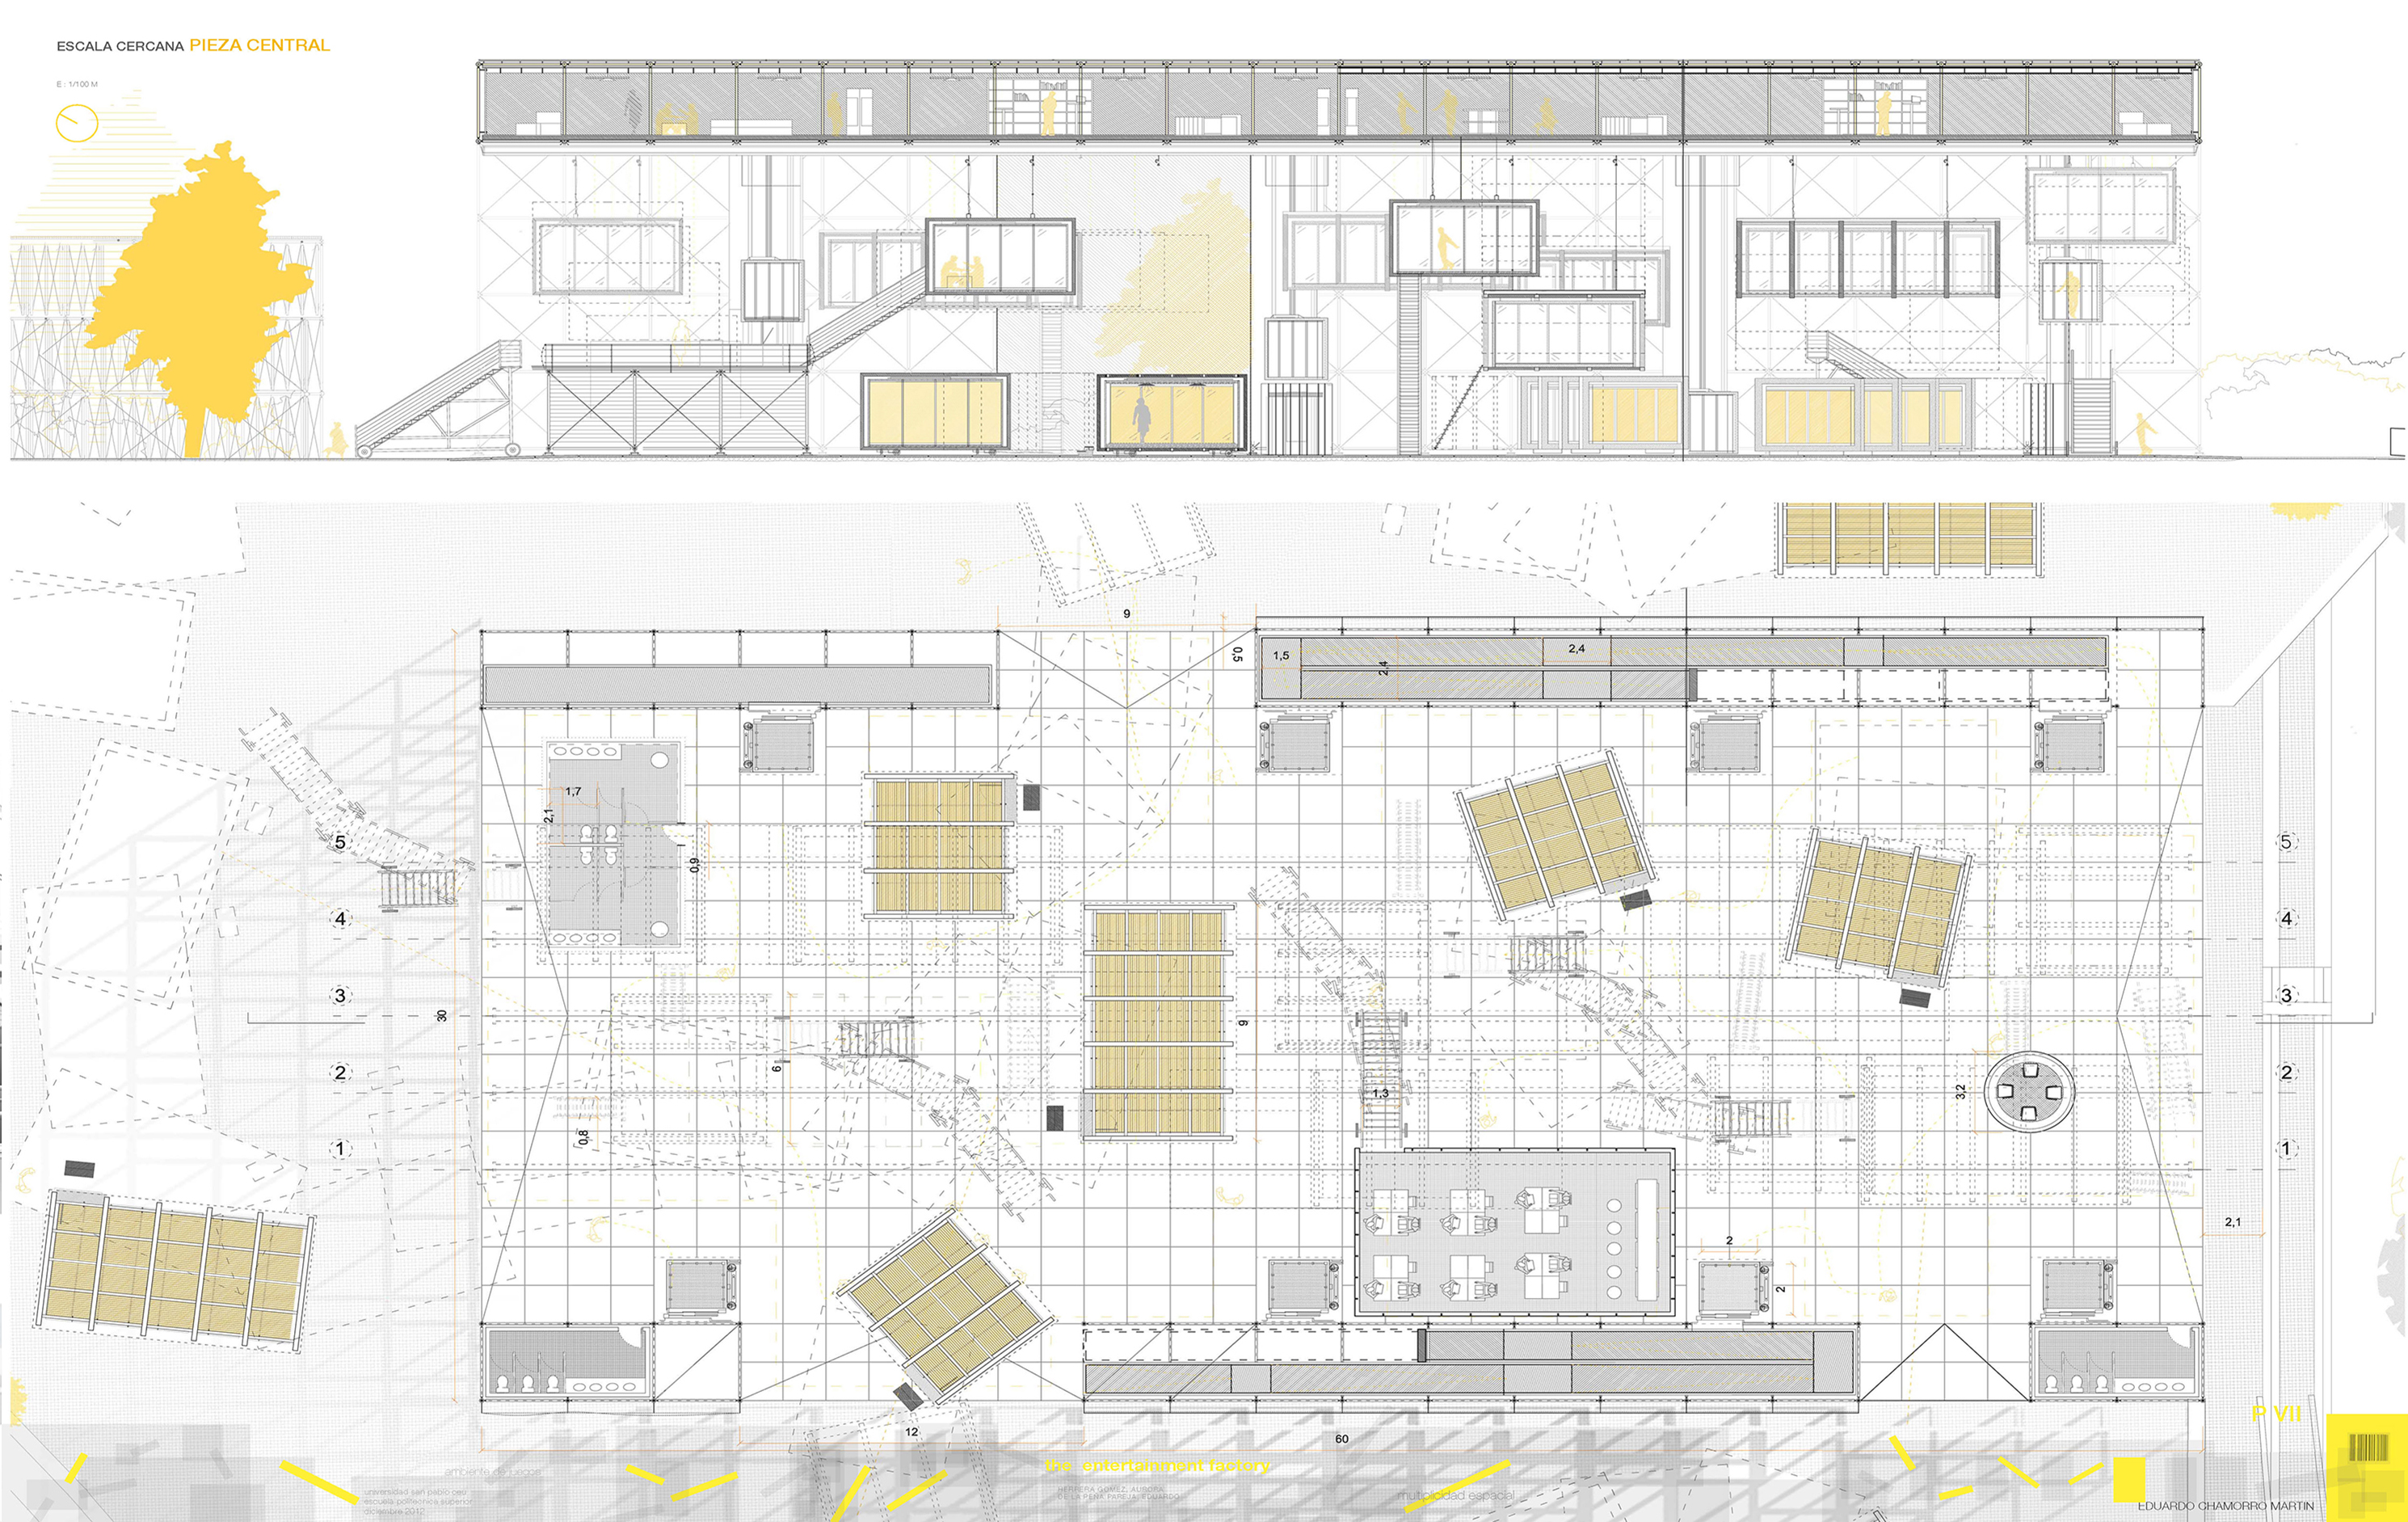 ESCALA CERCANA PIEZA CENTRAL
E : 1/100 M
9
0,5
1,5
2,4
2,4
1,7
2,1
0,9
5
4
3
2
1
30
6
0,8
9
1,3
3,2
5
4
3
2
1
2,1
2
2
12
60
P VII
ambiente de juegos
universidad san pablo ceu
escuela politecnica superior
diciembre 2012
the entertainment factory
HERRERA GOMEZ, AURORA
DE LA PEÑA PAREJA, EDUARDO
multiplicidad espacial
EDUARDO CHAMORRO MARTIN